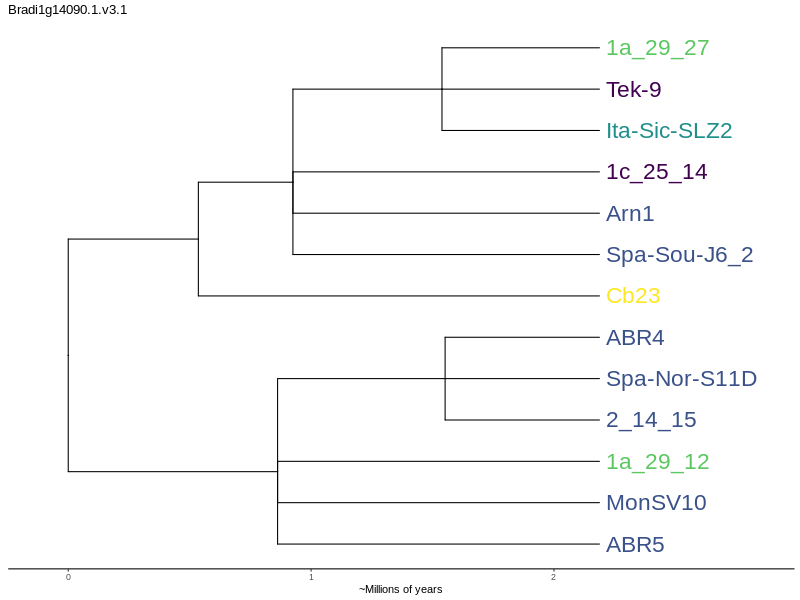 Bradi1g14090.1.v3.1
1a_29_27
Tek-9
Ita-Sic-SLZ2
1c_25_14
Arn1
Spa-Sou-J6_2
Cb23
ABR4
Spa-Nor-S11D
2_14_15
1a_29_12
MonSV10
ABR5
0 1 2
~Millions of years